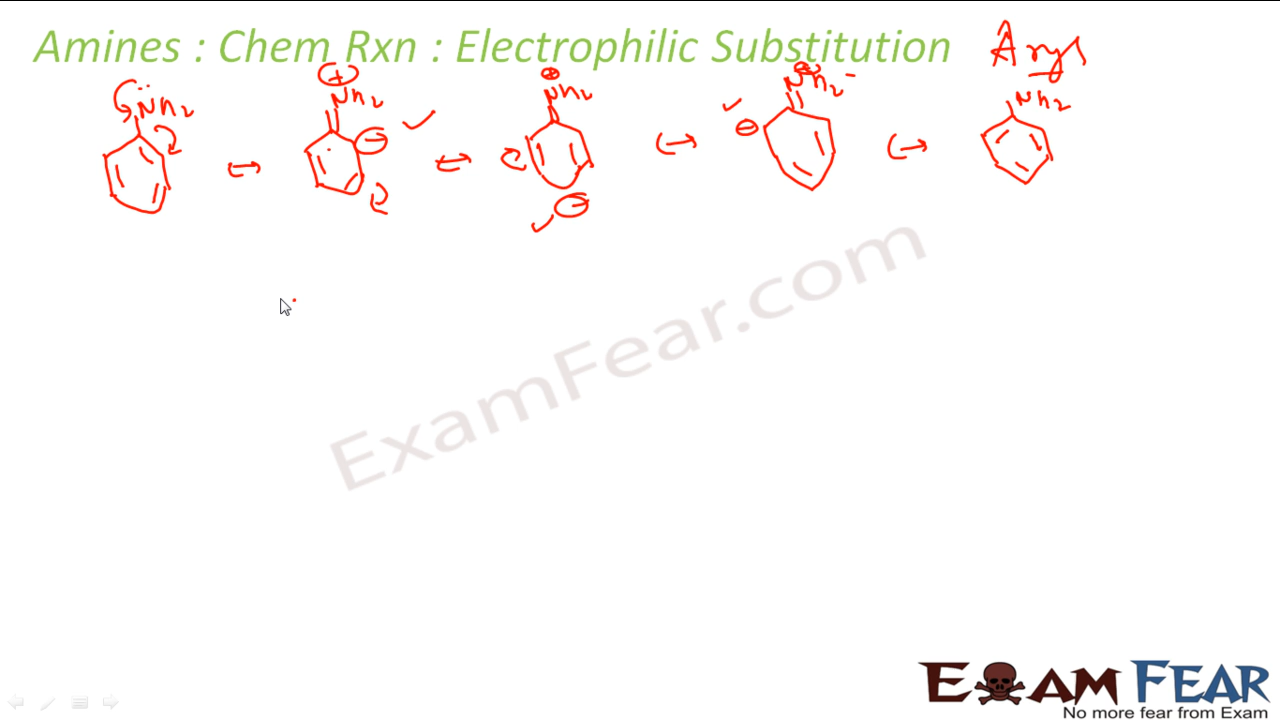 Amines : Chem Rxn : Electrophilic Substitution
Aryl
NH2 NH2 NH2 NH2 NH2
ExamFear.com
EXAM FEAR
No more fear from Exam